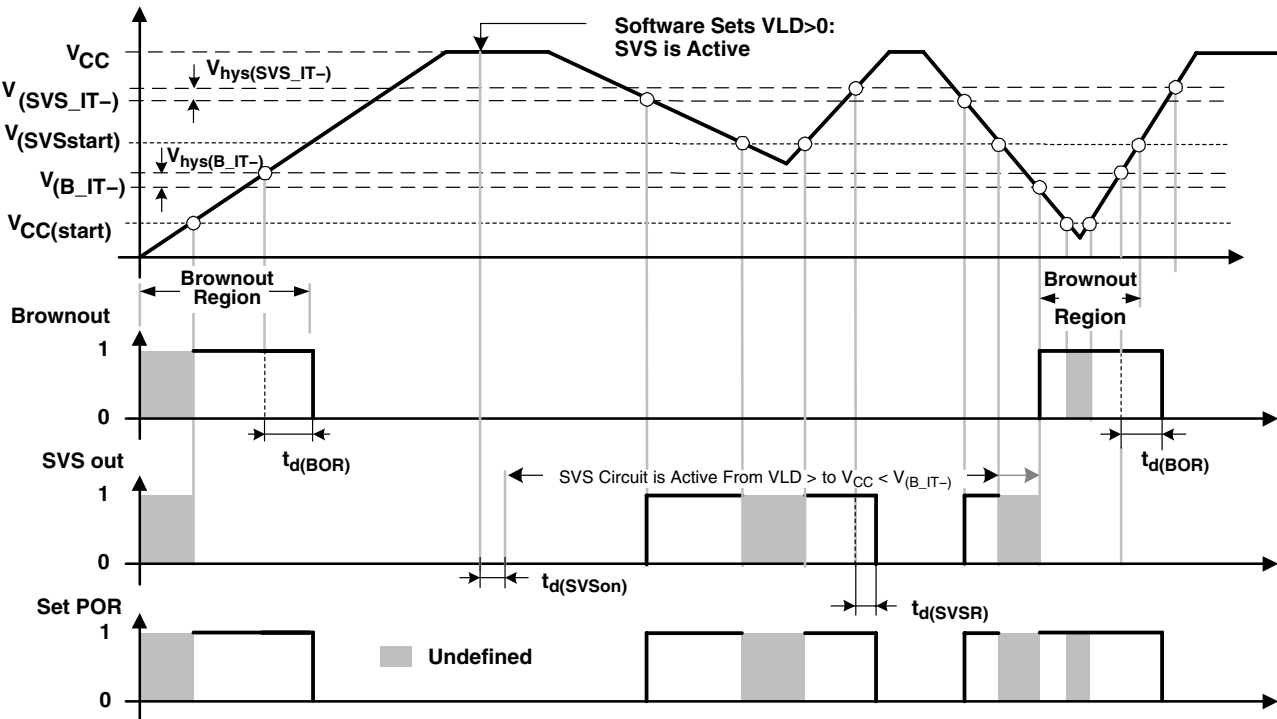 Software Sets VLD>0:
SVS is Active
VCC
Vhys(SVS_IT−)
V(SVS_IT−)
V(SVSstart)
Vhys(B_IT−)
V(B_IT−)
VCC(start)
Brownout
Region
Brownout
Region
Brownout
1
0
td(BOR)
td(BOR)
SVS out
SVS Circuit is Active From VLD > to VCC < V(B_IT−)
1
0
td(SVSon)
td(SVSR)
Set POR
1
Undefined
0